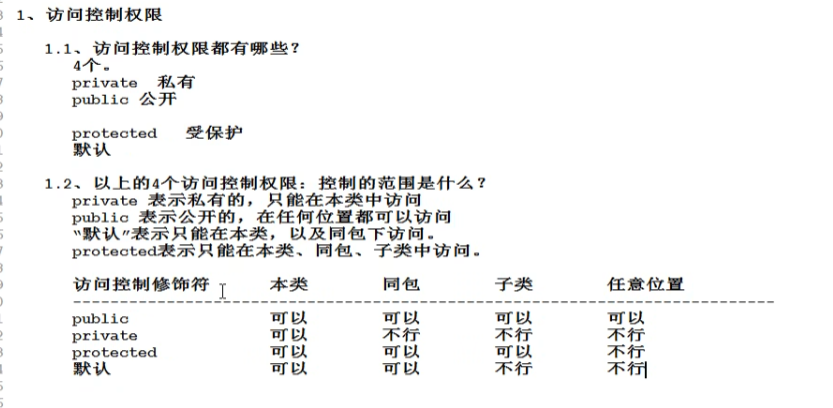 1、访问控制权限
1.1、访问控制权限都有哪些？
4个。
private 私有
public 公开
protected 受保护
默认
1.2、以上的4个访问控制权限：控制的范围是什么？
private 表示私有的，只能在本类中访问
public 表示公开的，在任何位置都可以访问
“默认”表示只能在本类，以及同包下访问。
protected表示只能在本类、同包、子类中访问。
访问控制修饰符 本类 同包 子类 任意位置
------------------------------------------------------------------
public 可以 可以 可以 可以
private 可以 不行 不行 不行
protected 可以 可以 可以 不行
默认 可以 可以 不行 不行